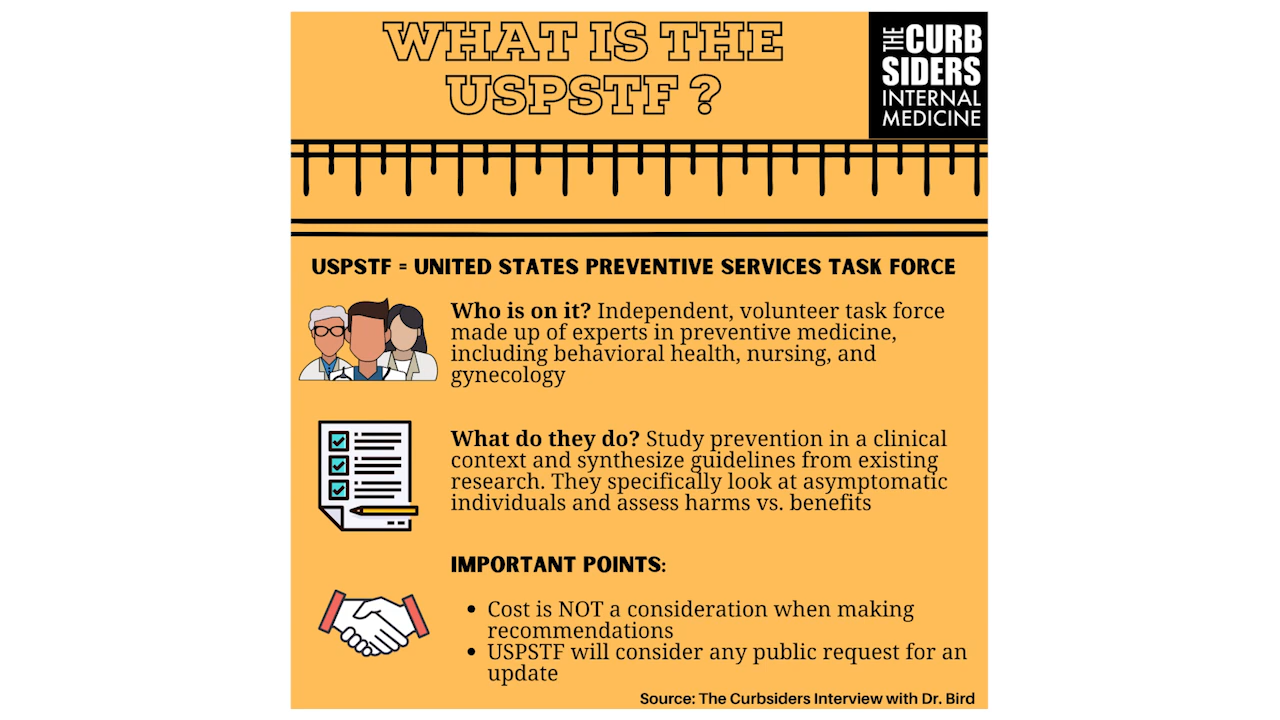 WHAT IS THE
USPSTF ?
THE CURB
SIDERS
INTERNAL
MEDICINE
USPSTF = UNITED STATES PREVENTIVE SERVICES TASK FORCE
Who is on it? Independent, volunteer task force
made up of experts in preventive medicine,
including behavioral health, nursing, and
gynecology
What do they do? Study prevention in a clinical
context and synthesize guidelines from existing
research. They specifically look at asymptomatic
individuals and assess harms vs. benefits
IMPORTANT POINTS:
• Cost is NOT a consideration when making
recommendations
• USPSTF will consider any public request for an
update
Source: The Curbsiders Interview with Dr. Bird